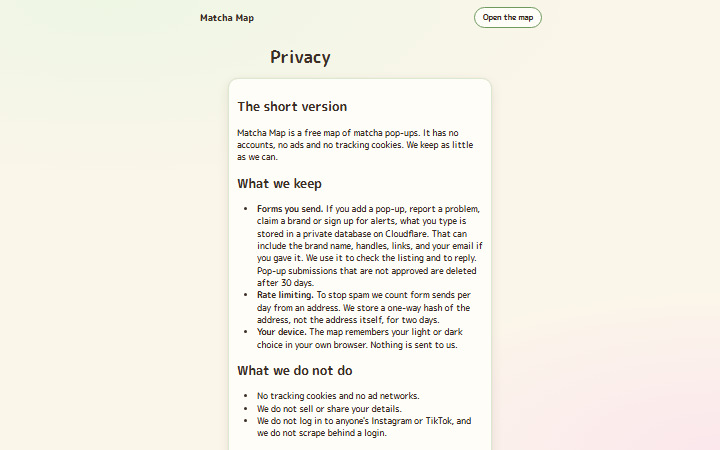 Matcha Map
Open the map
Privacy
The short version
Matcha Map is a free map of matcha pop-ups. It has no
accounts, no ads and no tracking cookies. We keep as little
as we can.
What we keep
• Forms you send. If you add a pop-up, report a problem,
claim a brand or sign up for alerts, what you type is
stored in a private database on Cloudflare. That can
include the brand name, handles, links, and your email if
you gave it. We use it to check the listing and to reply.
Pop-up submissions that are not approved are deleted
after 30 days.
• Rate limiting. To stop spam we count form sends per
day from an address. We store a one-way hash of the
address, not the address itself, for two days.
• Your device. The map remembers your light or dark
choice in your own browser. Nothing is sent to us.
What we do not do
• No tracking cookies and no ad networks.
• We do not sell or share your details.
• We do not log in to anyone's Instagram or TikTok, and
we do not scrape behind a login.